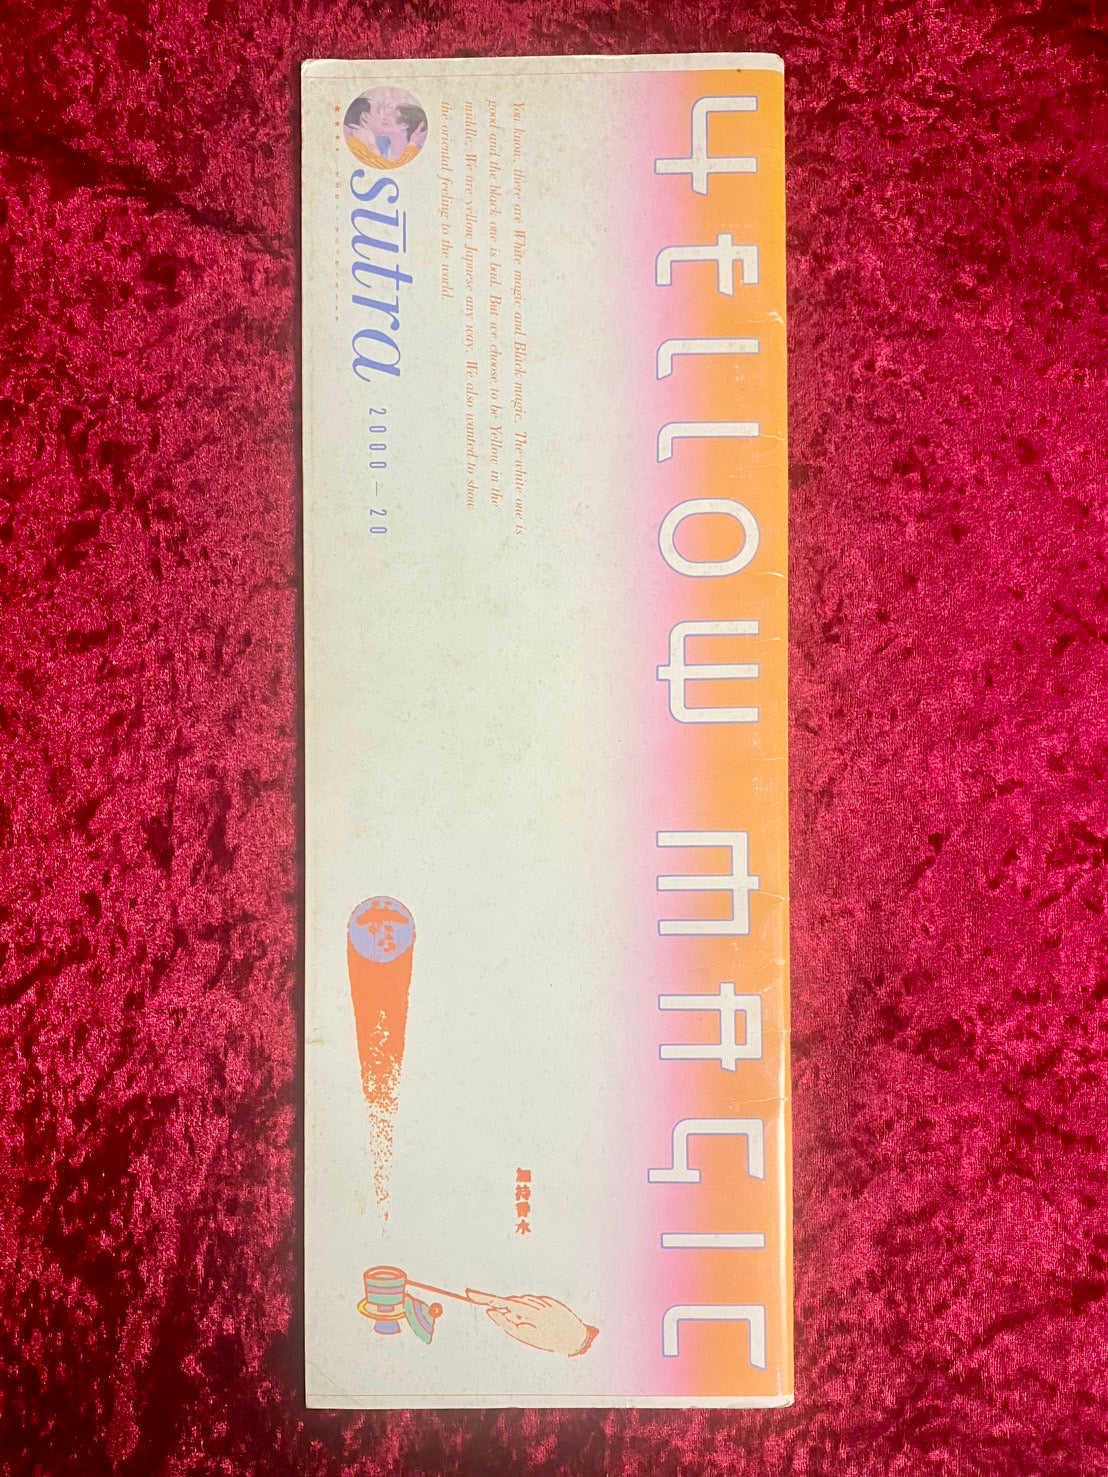 YELLOW MAGIC
You know, there are White magic and Black magic. The white one is
good and the black one is bad. But we choose to be Yellow in the
middle. We are yellow Japnese any way. We also wanted to show
the oriental feeling to the world.
sūtra 2000—20
加持香水